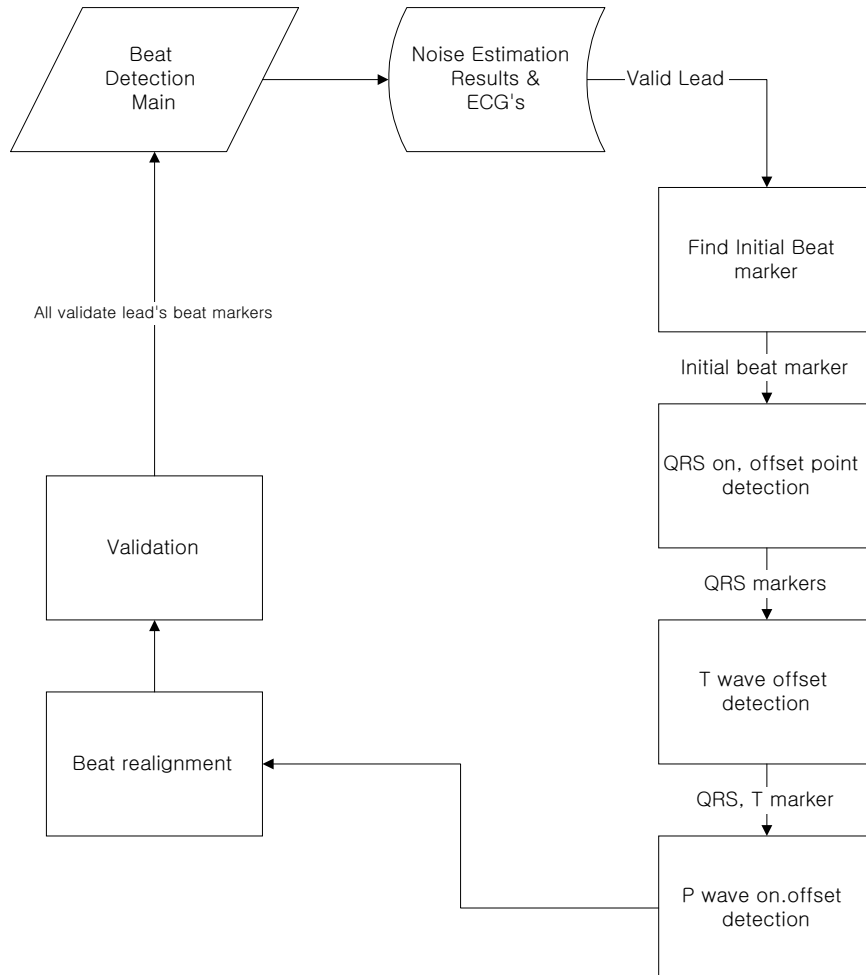 Beat
Detection
Main
Noise Estimation
Results &
ECG's
Valid Lead
Find Initial Beat
marker
Initial beat marker
QRS on, offset point
detection
QRS markers
T wave offset
detection
QRS, T marker
P wave on.offset
detection
Beat realignment
Validation
All validate lead's beat markers